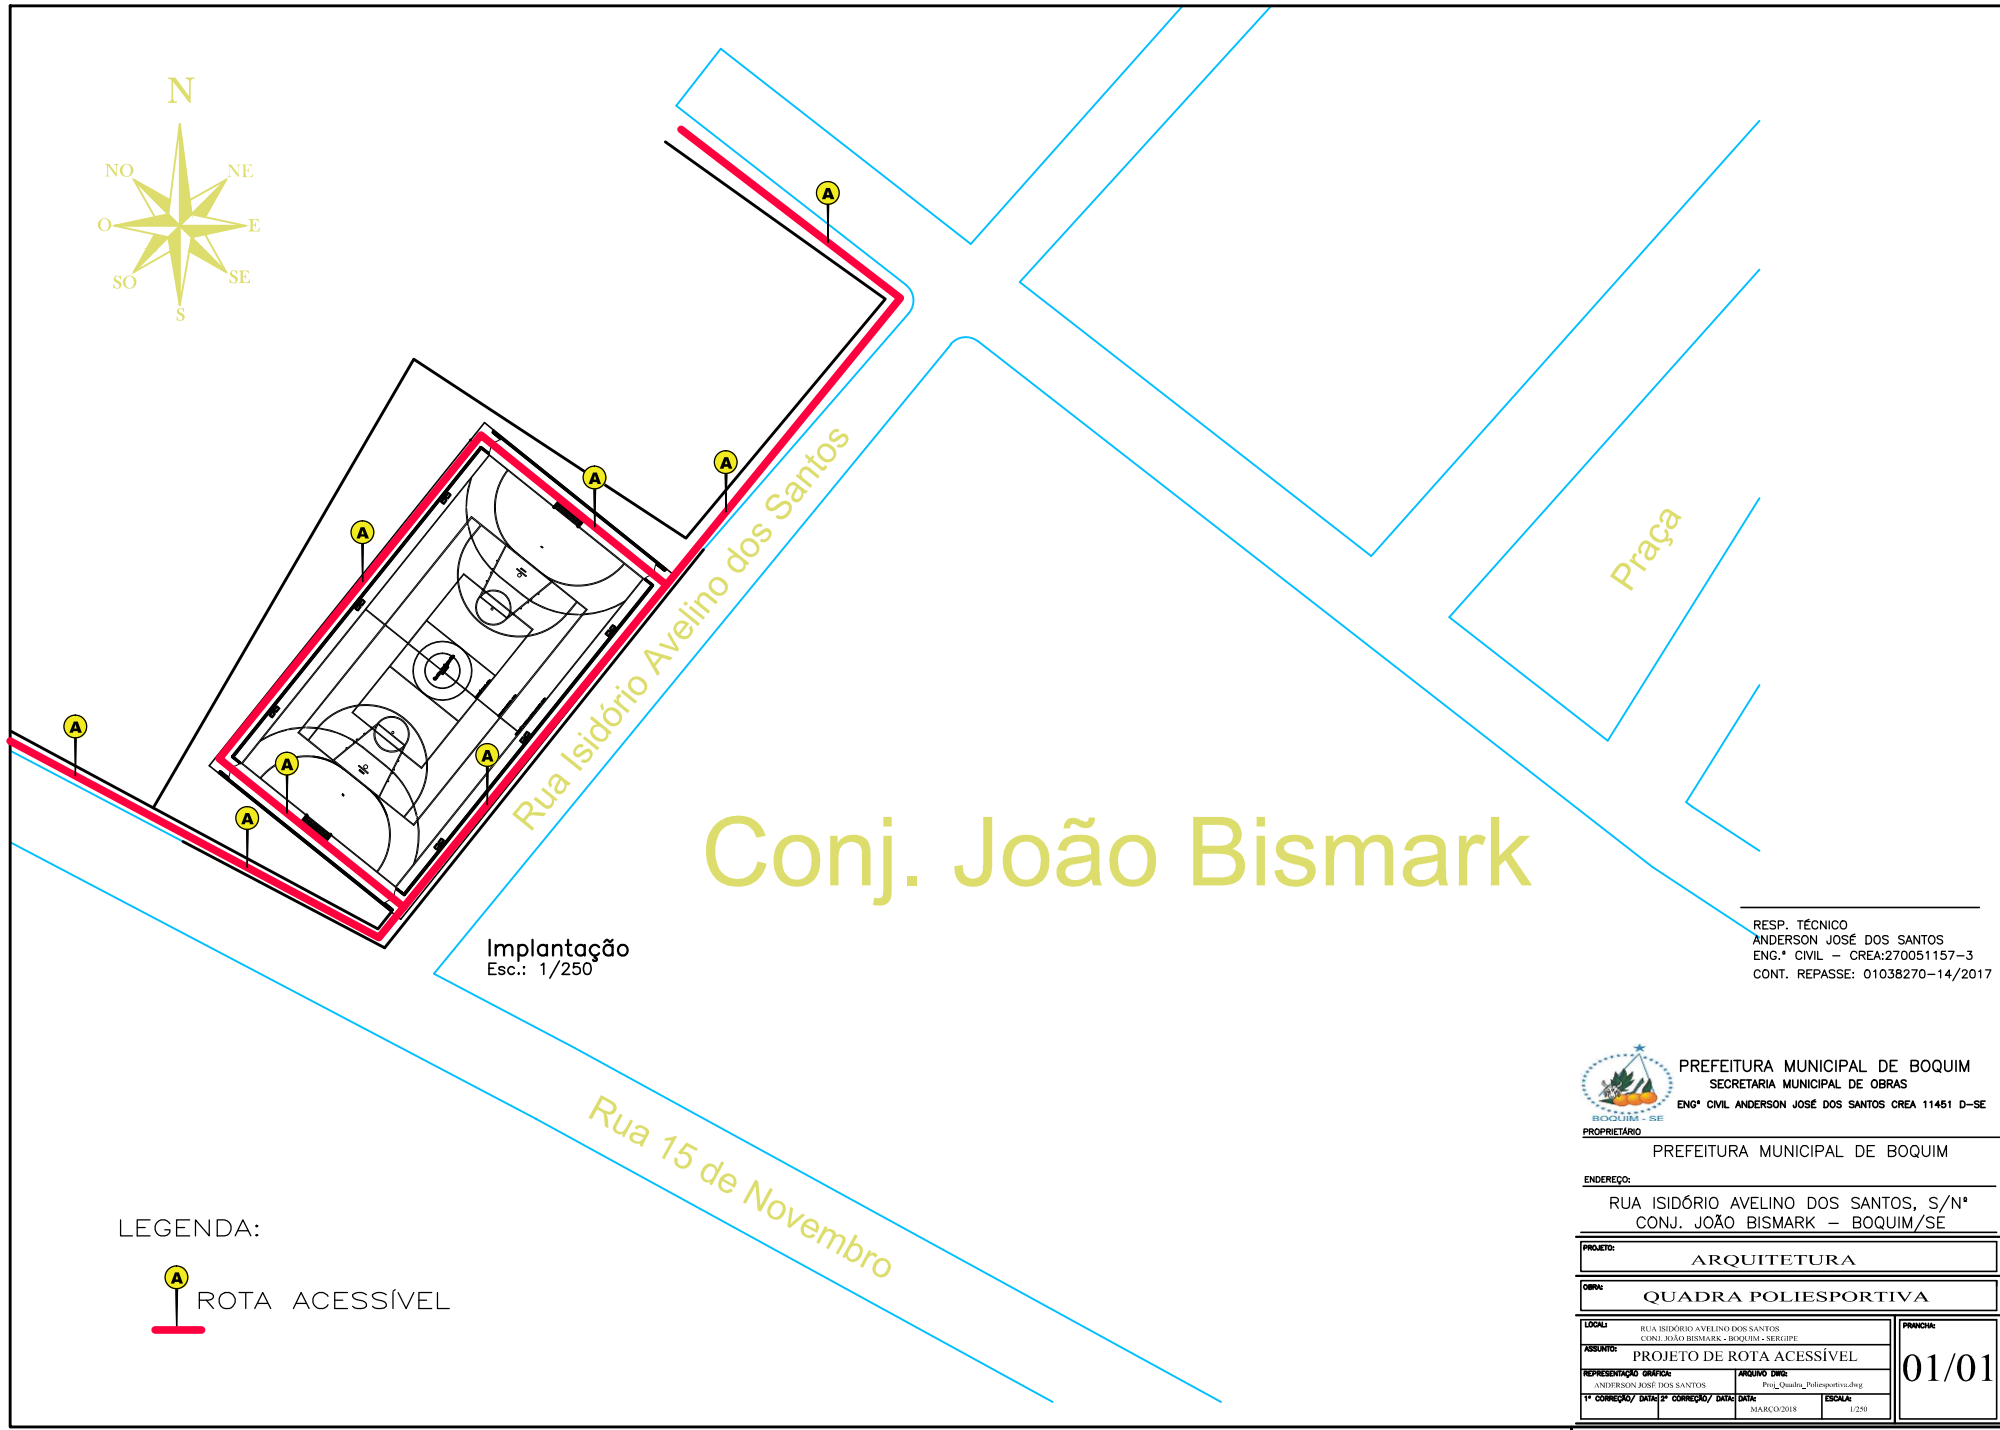 N
NO
NE
O
E
SO
SE
S
A
A
A
A
A
A
A
A
A
Rua Isidório Avelino dos Santos
Praça
Conj. João Bismark
Implantação
Esc.: 1/250
Rua 15 de Novembro
LEGENDA:
A
ROTA ACESSÍVEL
RESP. TÉCNICO
ANDERSON JOSÉ DOS SANTOS
ENG.º CIVIL - CREA:270051157-3
CONT. REPASSE: 01038270-14/2017
BOQUIM - SE
PREFEITURA MUNICIPAL DE BOQUIM
SECRETARIA MUNICIPAL DE OBRAS
ENGº CIVIL ANDERSON JOSÉ DOS SANTOS CREA 11451 D-SE
PROPRIETÁRIO
PREFEITURA MUNICIPAL DE BOQUIM
ENDEREÇO:
RUA ISIDÓRIO AVELINO DOS SANTOS, S/Nº
CONJ. JOÃO BISMARK - BOQUIM/SE
PROJETO:
ARQUITETURA
OBRA:
QUADRA POLIESPORTIVA
LOCAL:
RUA ISIDÓRIO AVELINO DOS SANTOS
CONJ. JOÃO BISMARK - BOQUIM - SERGIPE
ASSUNTO:
PROJETO DE ROTA ACESSÍVEL
REPRESENTAÇÃO GRÁFICA:
ANDERSON JOSÉ DOS SANTOS
ARQUIVO DWG:
Proj_Quadra_Poliesportiva.dwg
1ª CORREÇÃO/ DATA:
2ª CORREÇÃO/ DATA:
DATA:
MARÇO/2018
ESCALA:
1/250
PRANCHA:
01/01